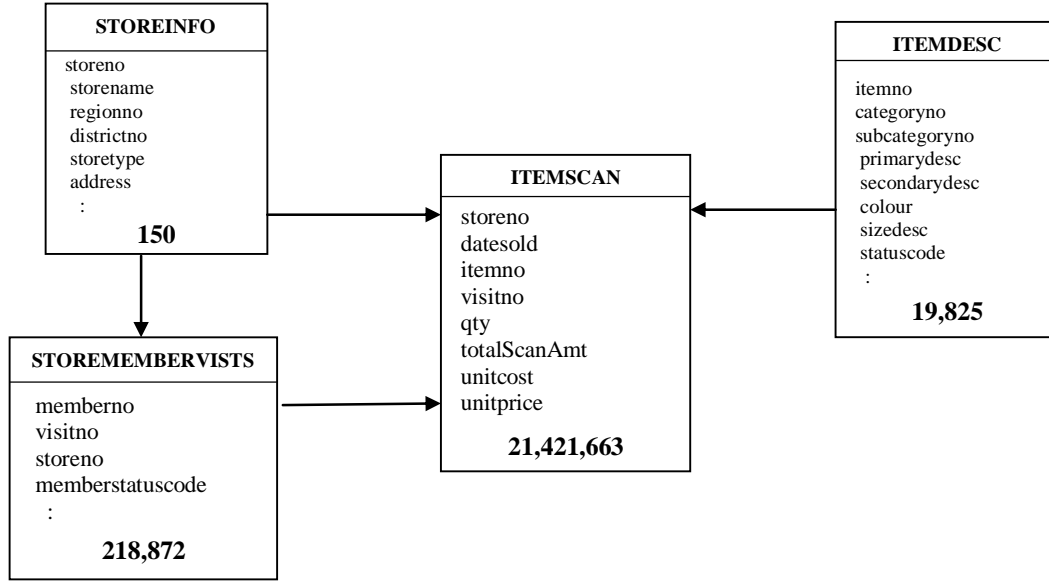 STOREINFO
storeno
storename
regionno
districtno
storetype
address
:
150
ITEMDESC
itemno
categoryno
subcategoryno
primarydesc
secondarydesc
colour
sizedesc
statuscode
:
19,825
ITEMSCAN
storeno
datesold
itemno
visitno
qty
totalScanAmt
unitcost
unitprice
21,421,663
STOREMEMBERVISTS
memberno
visitno
storeno
memberstatuscode
:
218,872